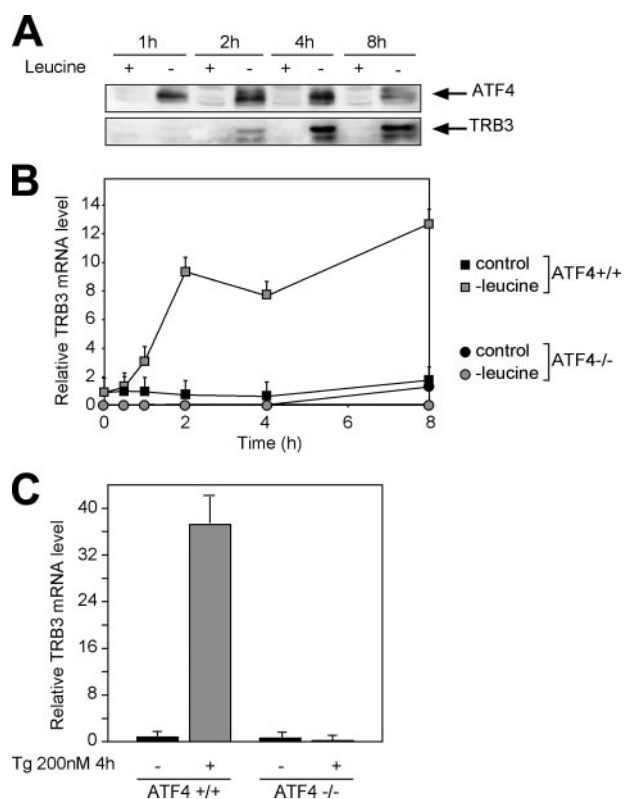 A
1h 2h 4h 8h
Leucine + - + - + - + -
ATF4
TRB3
B
Relative TRB3 mRNA level
14
12
10
8
6
4
2
0
0 2 4 6 8
Time (h)
control
-leucine
ATF4+/+
control
-leucine
ATF4-/-
C
Relative TRB3 mRNA level
40
32
24
16
8
0
Tg 200nM 4h - + - +
ATF4 +/+ ATF4 -/-